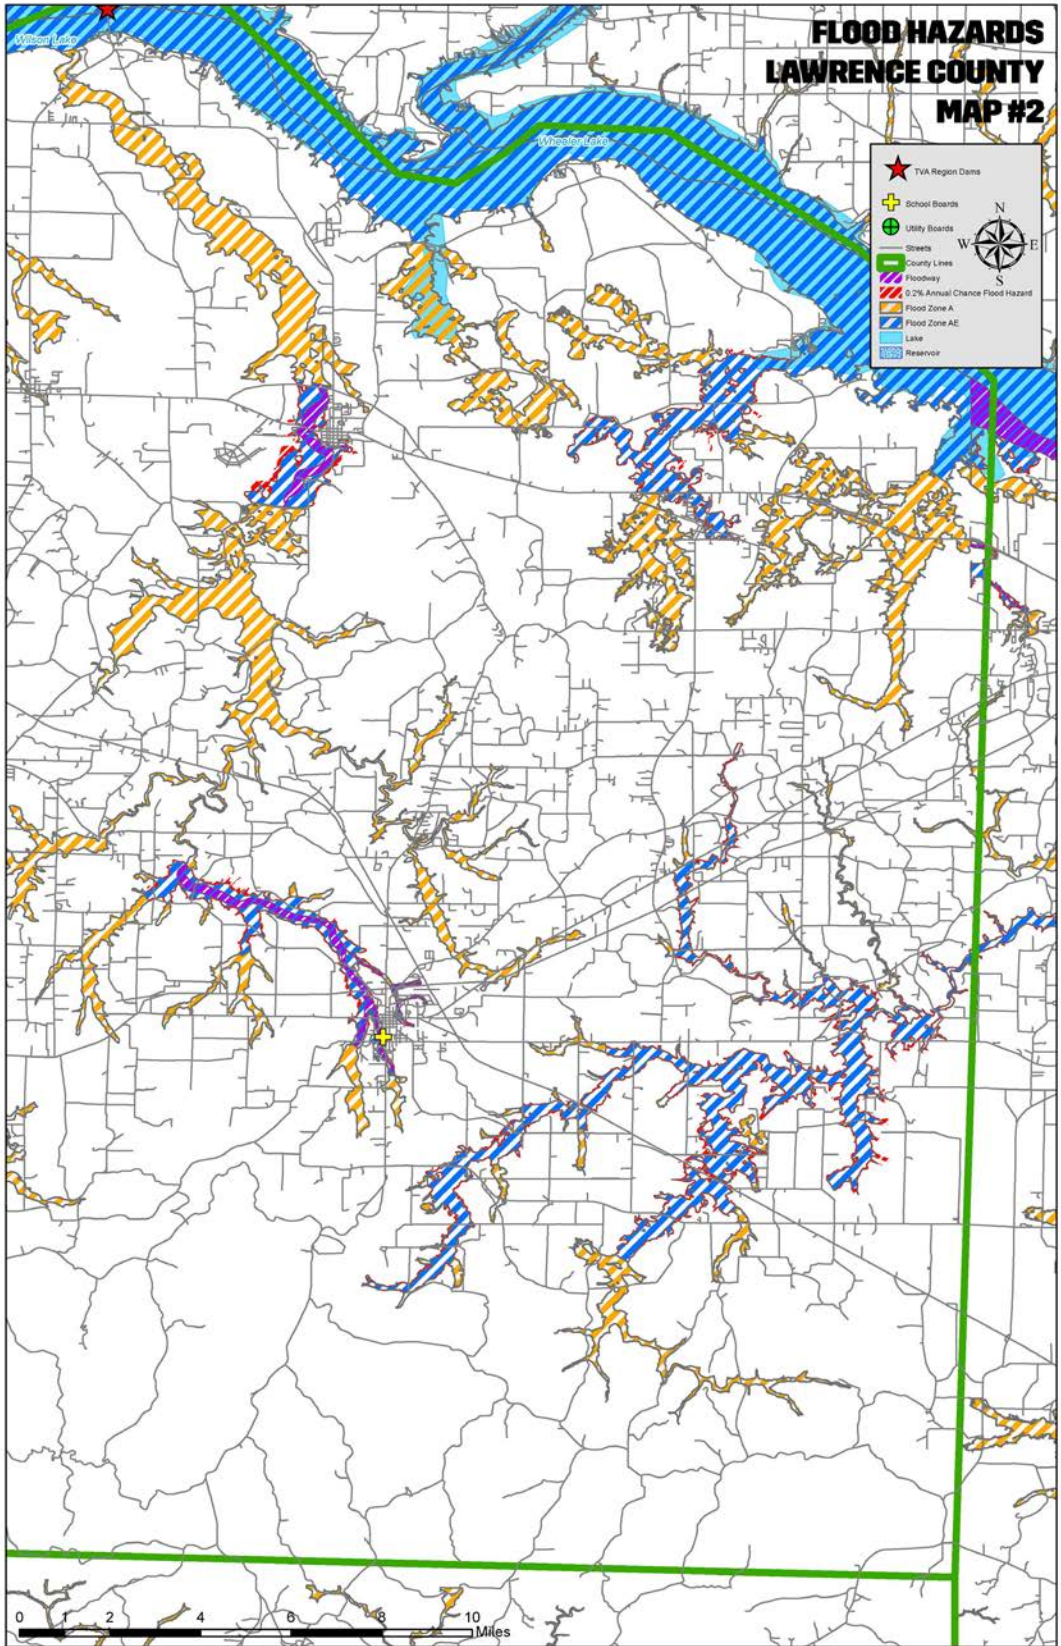 FLOOD HAZARDS
LAWRENCE COUNTY
MAP #2
Wilson Lake
Wheeler Lake
TVA Region Dams
School Boards
Utility Boards
Streets
County Lines
Floodway
0.2% Annual Chance Flood Hazard
Flood Zone A
Flood Zone AE
Lake
Reservoir
N
W E
S
0 1 2 4 6 8 10
Miles